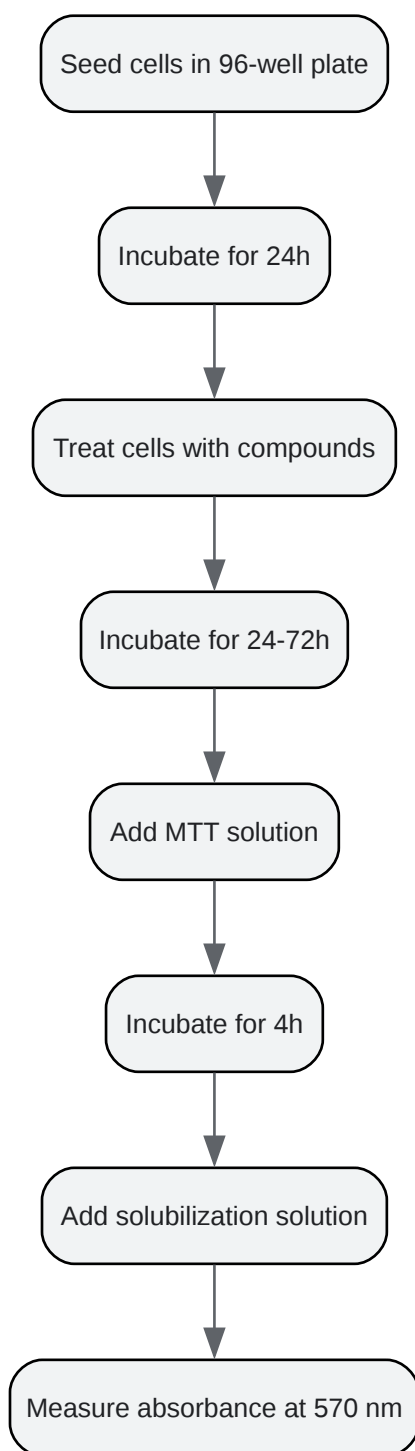 Seed cells in 96-well plate
Incubate for 24h
Treat cells with compounds
Incubate for 24-72h
Add MTT solution
Incubate for 4h
Add solubilization solution
Measure absorbance at 570 nm